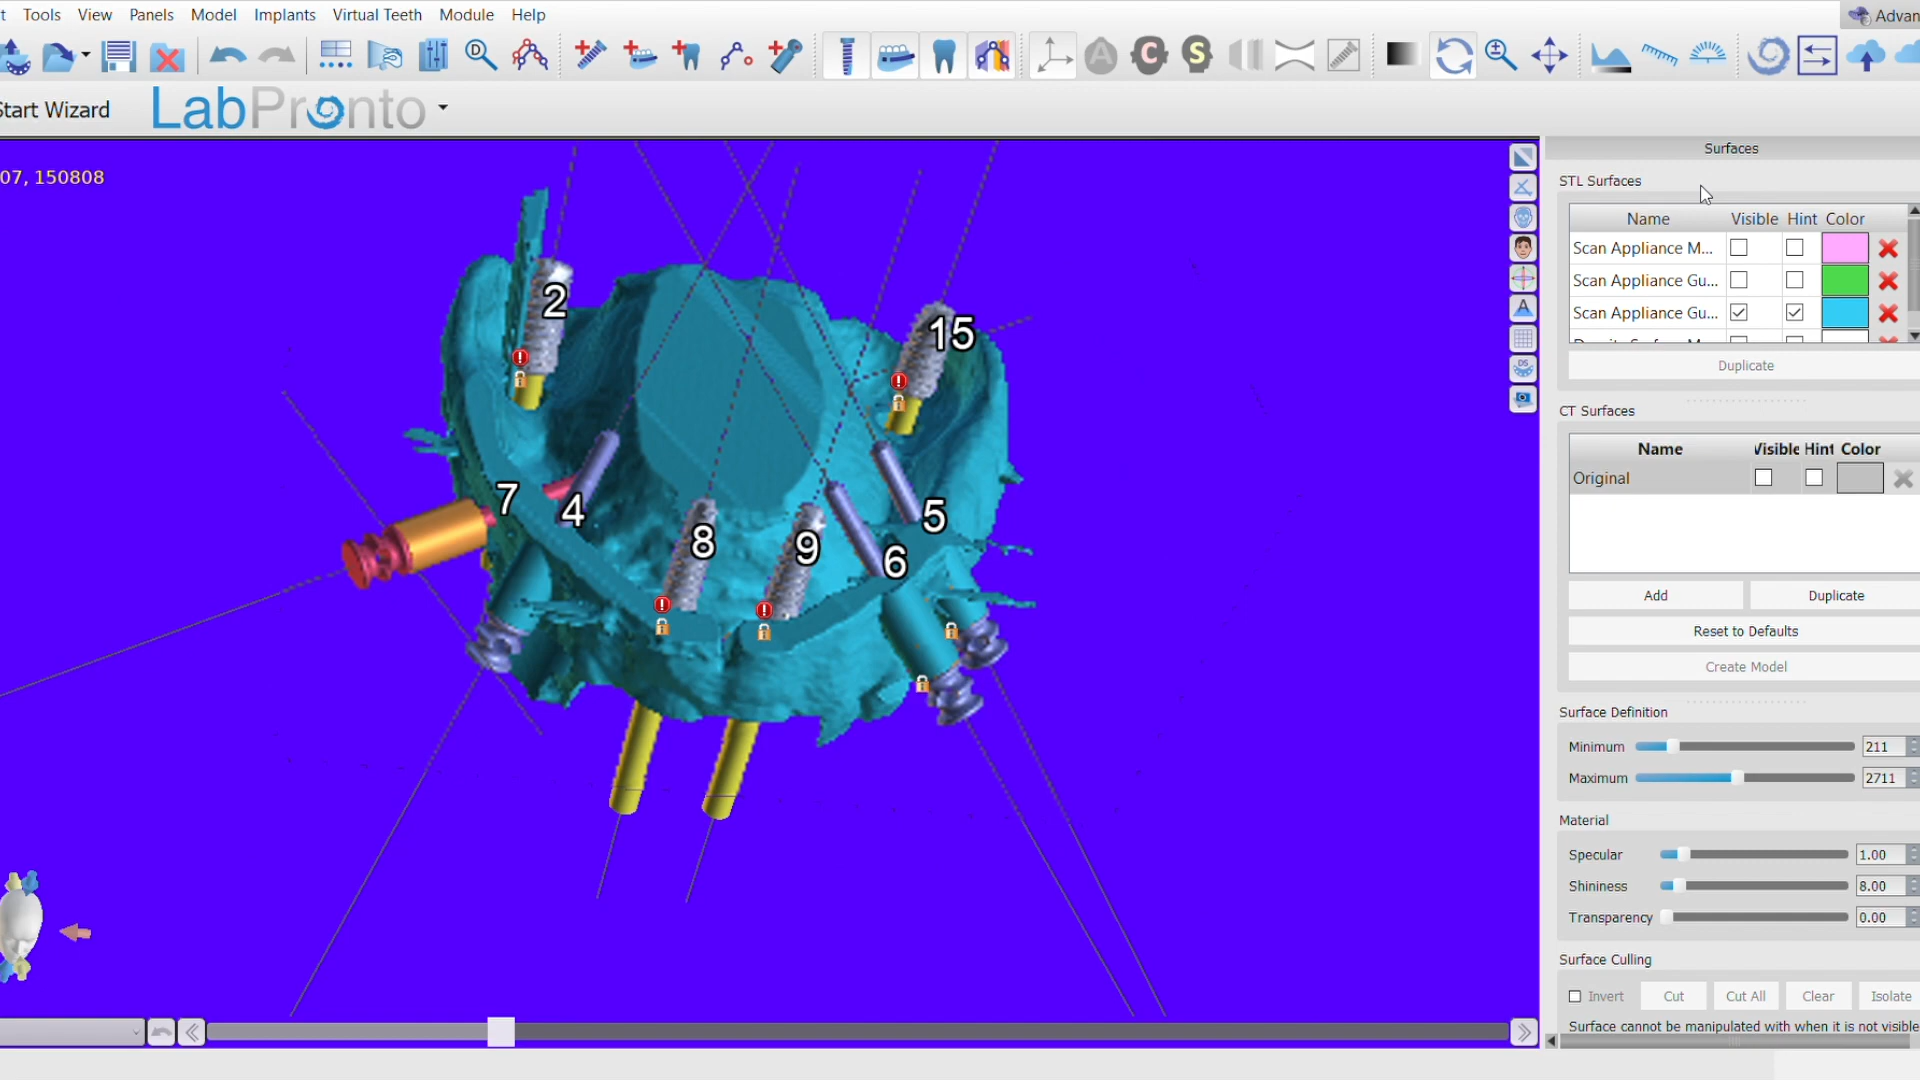 Tools View Panels Model Implants Virtual Teeth Module Help
Advan
D
A C S
Start Wizard LabPronto
07, 150808
2
15
7
4
8
9
5
6
A
DS
Surfaces
STL Surfaces
Name Visible Hint Color
Scan Appliance M...
Scan Appliance Gu...
Scan Appliance Gu...
Duplicate
CT Surfaces
Name Visible Hint Color
Original
Add Duplicate
Reset to Defaults
Create Model
Surface Definition
Minimum 211
Maximum 2711
Material
Specular 1.00
Shininess 8.00
Transparency 0.00
Surface Culling
Invert Cut Cut All Clear Isolate
Surface cannot be manipulated with when it is not visible